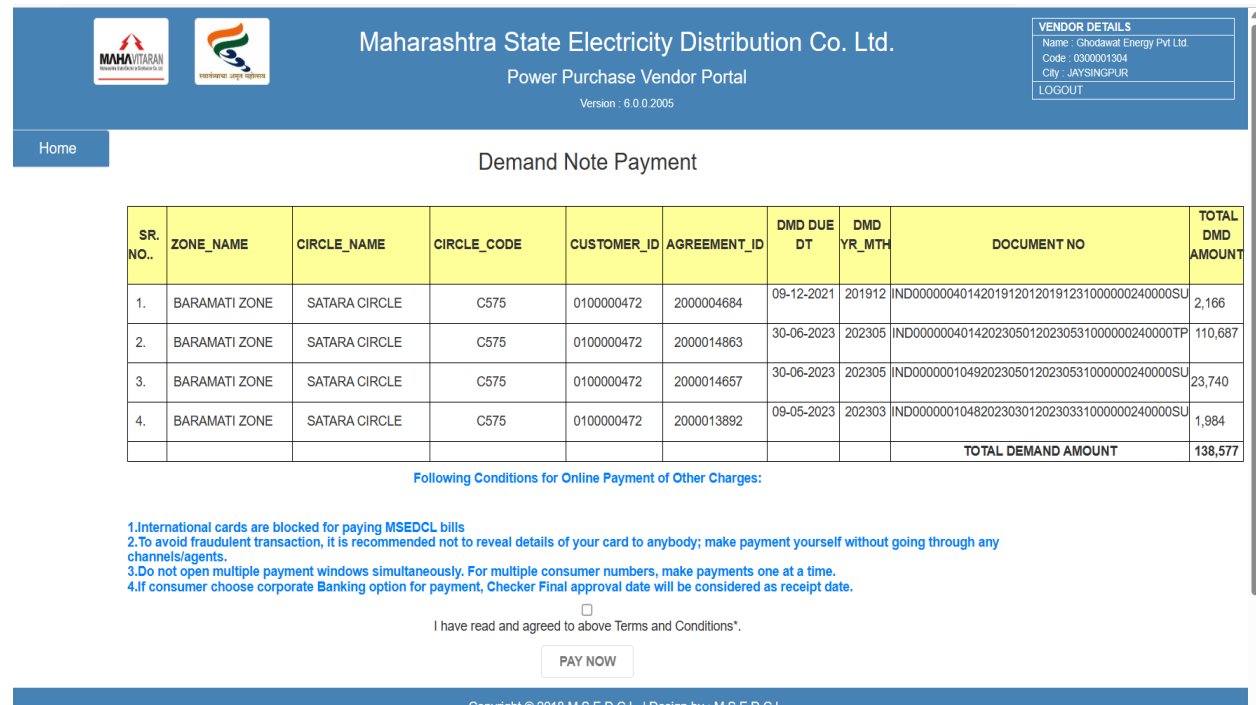 MAHAVITARAN
Maharashtra State Electricity Distribution Co. Ltd.
Power Purchase Vendor Portal
Version : 6.0.0.2005
VENDOR DETAILS
Name : Ghodawat Energy Pvt Ltd.
Code : 0300001304
City : JAYSINGPUR
LOGOUT
Home
Demand Note Payment
SR. NO.. ZONE_NAME CIRCLE_NAME CIRCLE_CODE CUSTOMER_ID AGREEMENT_ID DMD DUE DT DMD YR_MTH DOCUMENT NO TOTAL DMD AMOUNT
1. BARAMATI ZONE SATARA CIRCLE C575 0100000472 2000004684 09-12-2021 201912 IND00000040142019120120191231000000240000SU 2,166
2. BARAMATI ZONE SATARA CIRCLE C575 0100000472 2000014863 30-06-2023 202305 IND00000040142023050120230531000000240000TP 110,687
3. BARAMATI ZONE SATARA CIRCLE C575 0100000472 2000014657 30-06-2023 202305 IND00000010492023050120230531000000240000SU 23,740
4. BARAMATI ZONE SATARA CIRCLE C575 0100000472 2000013892 09-05-2023 202303 IND00000010482023030120230331000000240000SU 1,984
TOTAL DEMAND AMOUNT 138,577
Following Conditions for Online Payment of Other Charges:
1.International cards are blocked for paying MSEDCL bills
2.To avoid fraudulent transaction, it is recommended not to reveal details of your card to anybody; make payment yourself without going through any
channels/agents.
3.Do not open multiple payment windows simultaneously. For multiple consumer numbers, make payments one at a time.
4.If consumer choose corporate Banking option for payment, Checker Final approval date will be considered as receipt date.
I have read and agreed to above Terms and Conditions*.
PAY NOW